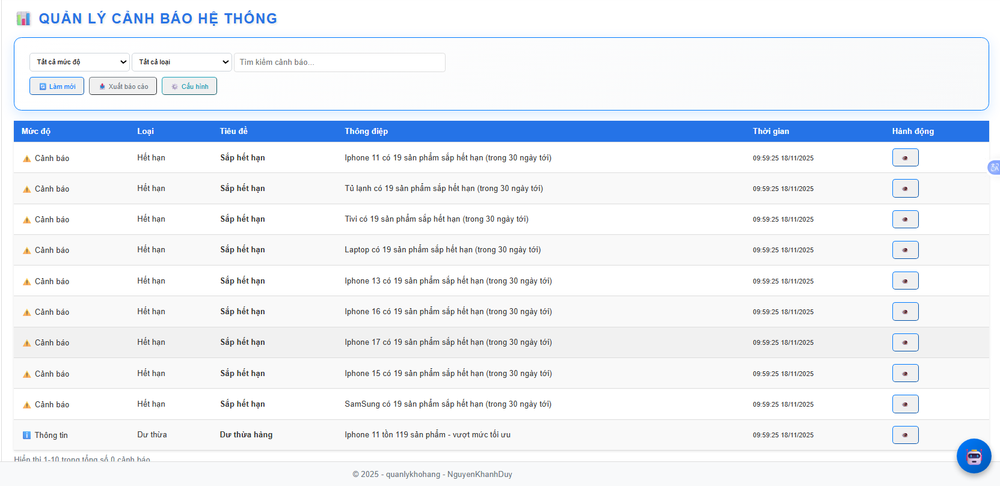 QUẢN LÝ CẢNH BÁO HỆ THỐNG
Tất cả mức độ Tất cả loại Tìm kiếm cảnh báo...
Làm mới Xuất báo cáo Cấu hình
Mức độ Loại Tiêu đề Thông điệp Thời gian Hành động
Cảnh báo Hết hạn Sắp hết hạn Iphone 11 có 19 sản phẩm sắp hết hạn (trong 30 ngày tới) 09:59:25 18/11/2025
Cảnh báo Hết hạn Sắp hết hạn Tủ lạnh có 19 sản phẩm sắp hết hạn (trong 30 ngày tới) 09:59:25 18/11/2025
Cảnh báo Hết hạn Sắp hết hạn Tivi có 19 sản phẩm sắp hết hạn (trong 30 ngày tới) 09:59:25 18/11/2025
Cảnh báo Hết hạn Sắp hết hạn Laptop có 19 sản phẩm sắp hết hạn (trong 30 ngày tới) 09:59:25 18/11/2025
Cảnh báo Hết hạn Sắp hết hạn Iphone 13 có 19 sản phẩm sắp hết hạn (trong 30 ngày tới) 09:59:25 18/11/2025
Cảnh báo Hết hạn Sắp hết hạn Iphone 16 có 19 sản phẩm sắp hết hạn (trong 30 ngày tới) 09:59:25 18/11/2025
Cảnh báo Hết hạn Sắp hết hạn Iphone 17 có 19 sản phẩm sắp hết hạn (trong 30 ngày tới) 09:59:25 18/11/2025
Cảnh báo Hết hạn Sắp hết hạn Iphone 15 có 19 sản phẩm sắp hết hạn (trong 30 ngày tới) 09:59:25 18/11/2025
Cảnh báo Hết hạn Sắp hết hạn SamSung có 19 sản phẩm sắp hết hạn (trong 30 ngày tới) 09:59:25 18/11/2025
Thông tin Dư thừa Dư thừa hàng Iphone 11 tồn 119 sản phẩm - vượt mức tối ưu 09:59:25 18/11/2025
Hiển thị 1-10 trong tổng số 0 cảnh báo
© 2025 - quanlykhohang - NguyenKhanhDuy